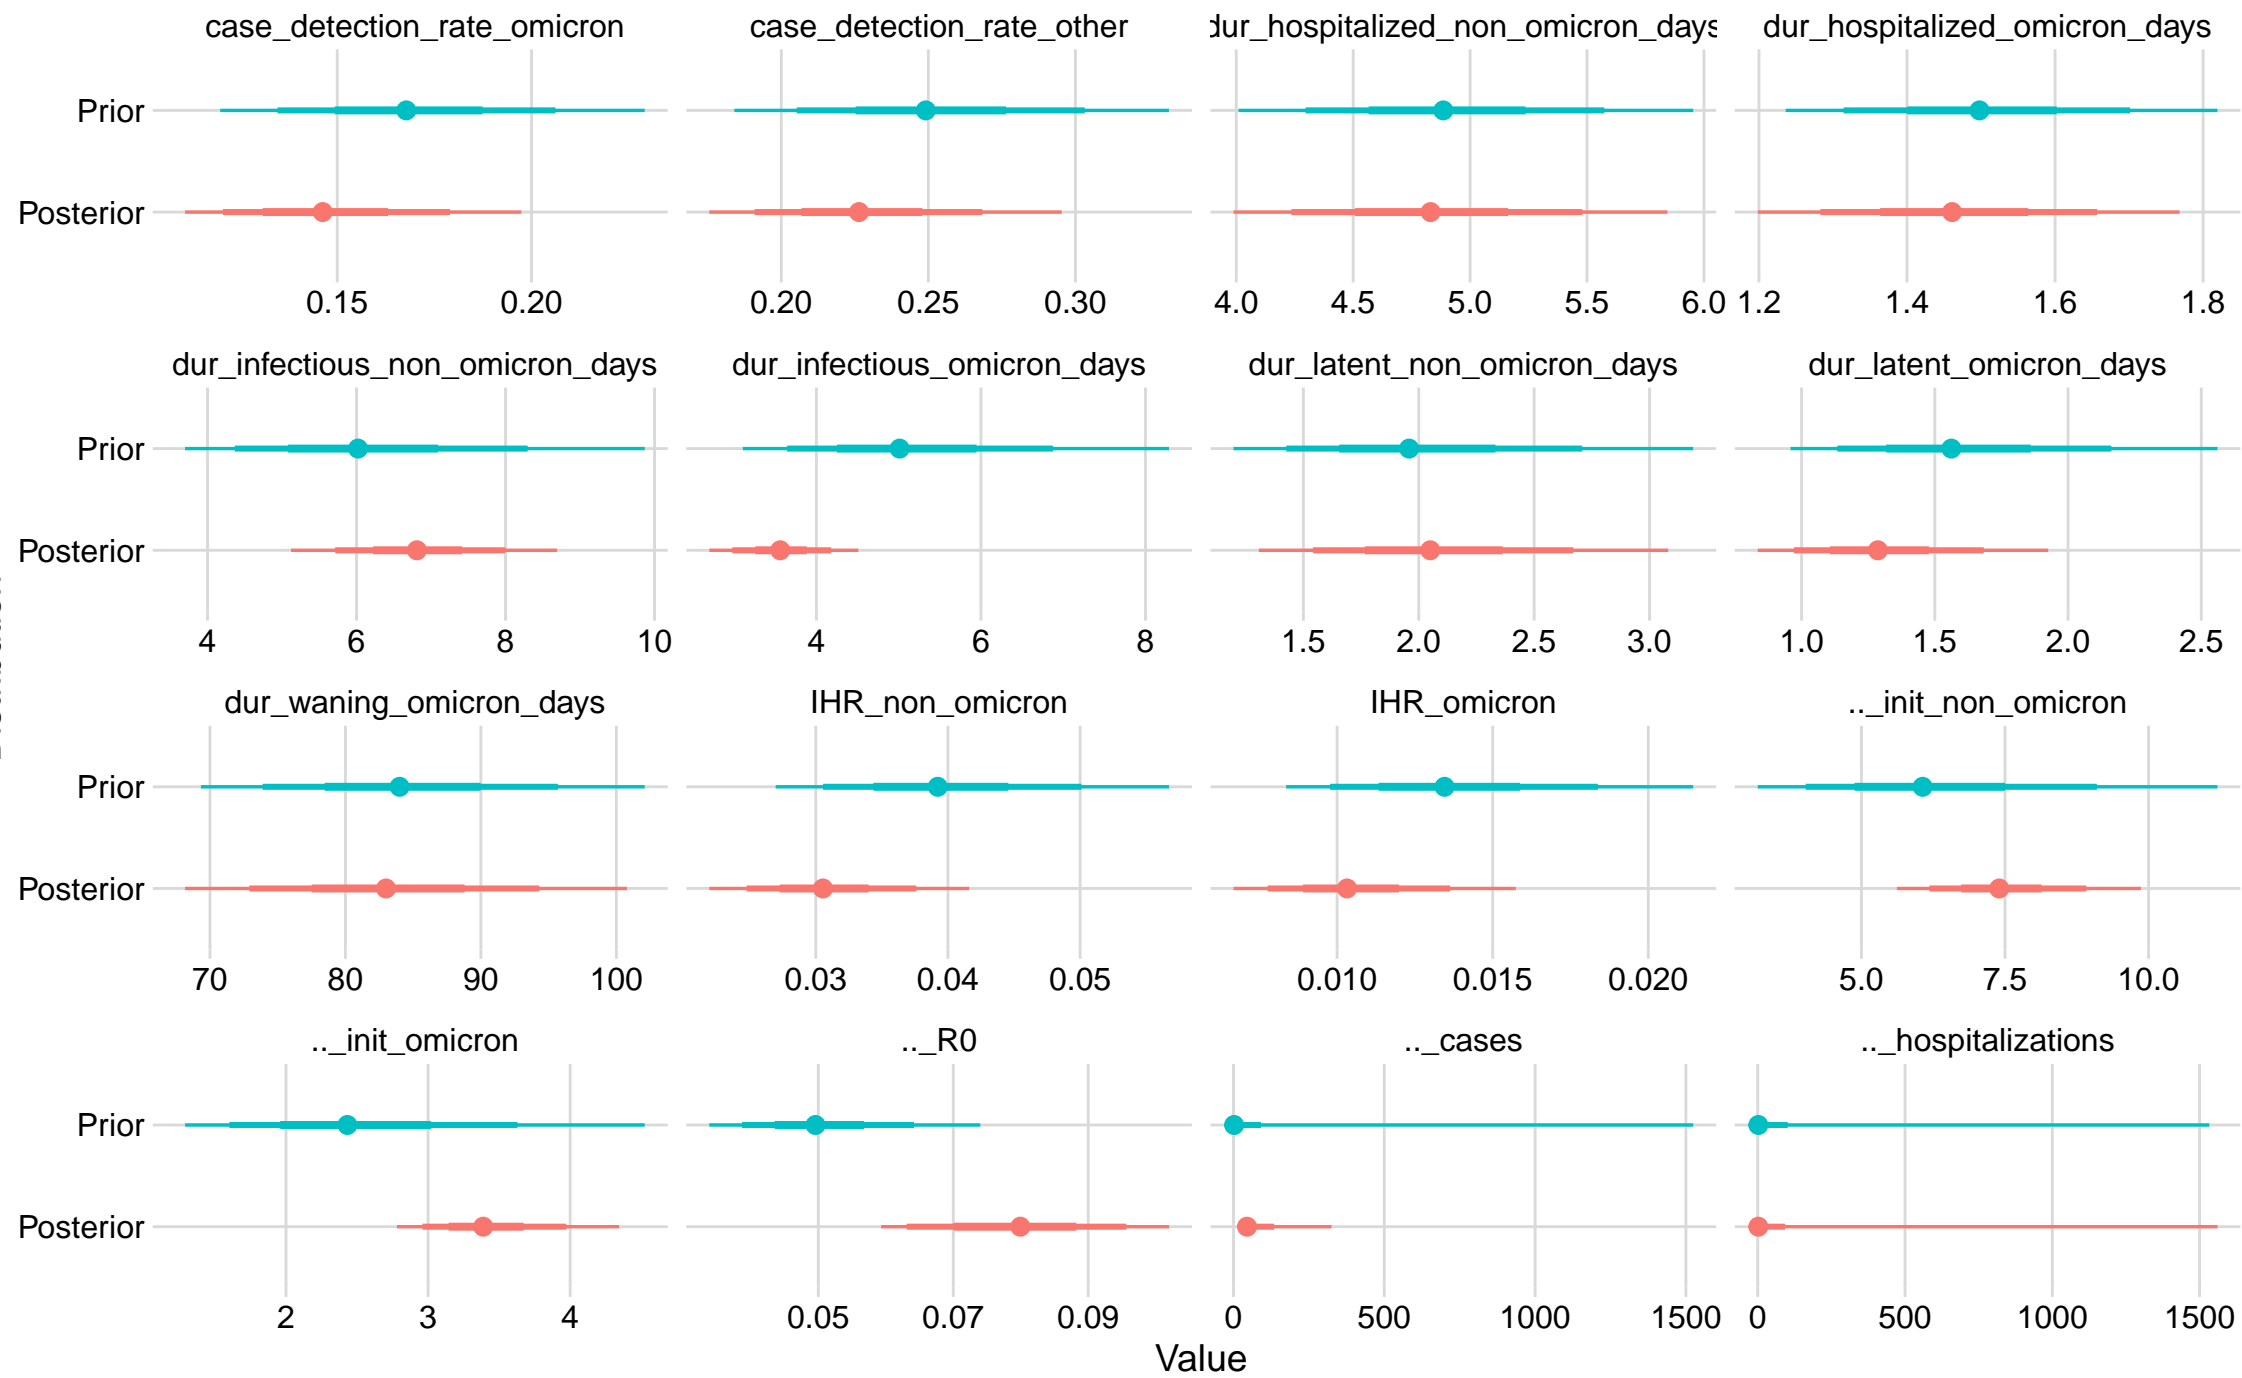 case_detection_rate_omicron case_detection_rate_other dur_hospitalized_non_omicron_days dur_hospitalized_omicron_days
Prior
Posterior
0.15 0.20 0.20 0.25 0.30 4.0 4.5 5.0 5.5 6.0 1.2 1.4 1.6 1.8
dur_infectious_non_omicron_days dur_infectious_omicron_days dur_latent_non_omicron_days dur_latent_omicron_days
Prior
Posterior
4 6 8 10 4 6 8 1.5 2.0 2.5 3.0 1.0 1.5 2.0 2.5
dur_waning_omicron_days IHR_non_omicron IHR_omicron .._init_non_omicron
Prior
Posterior
70 80 90 100 0.03 0.04 0.05 0.010 0.015 0.020 5.0 7.5 10.0
.._init_omicron .._R0 .._cases .._hospitalizations
Prior
Posterior
2 3 4 0.05 0.07 0.09 0 500 1000 1500 0 500 1000 1500
Value